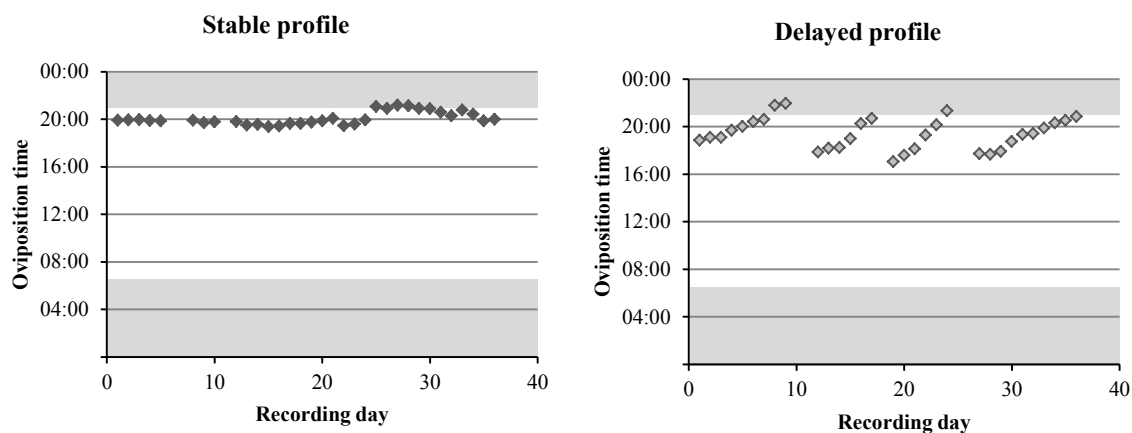 Stable profile
Oviposition time
00:00
20:00
16:00
12:00
08:00
04:00
0 10 20 30 40
Recording day
Delayed profile
Oviposition time
00:00
20:00
16:00
12:00
08:00
04:00
0 10 20 30 40
Recording day